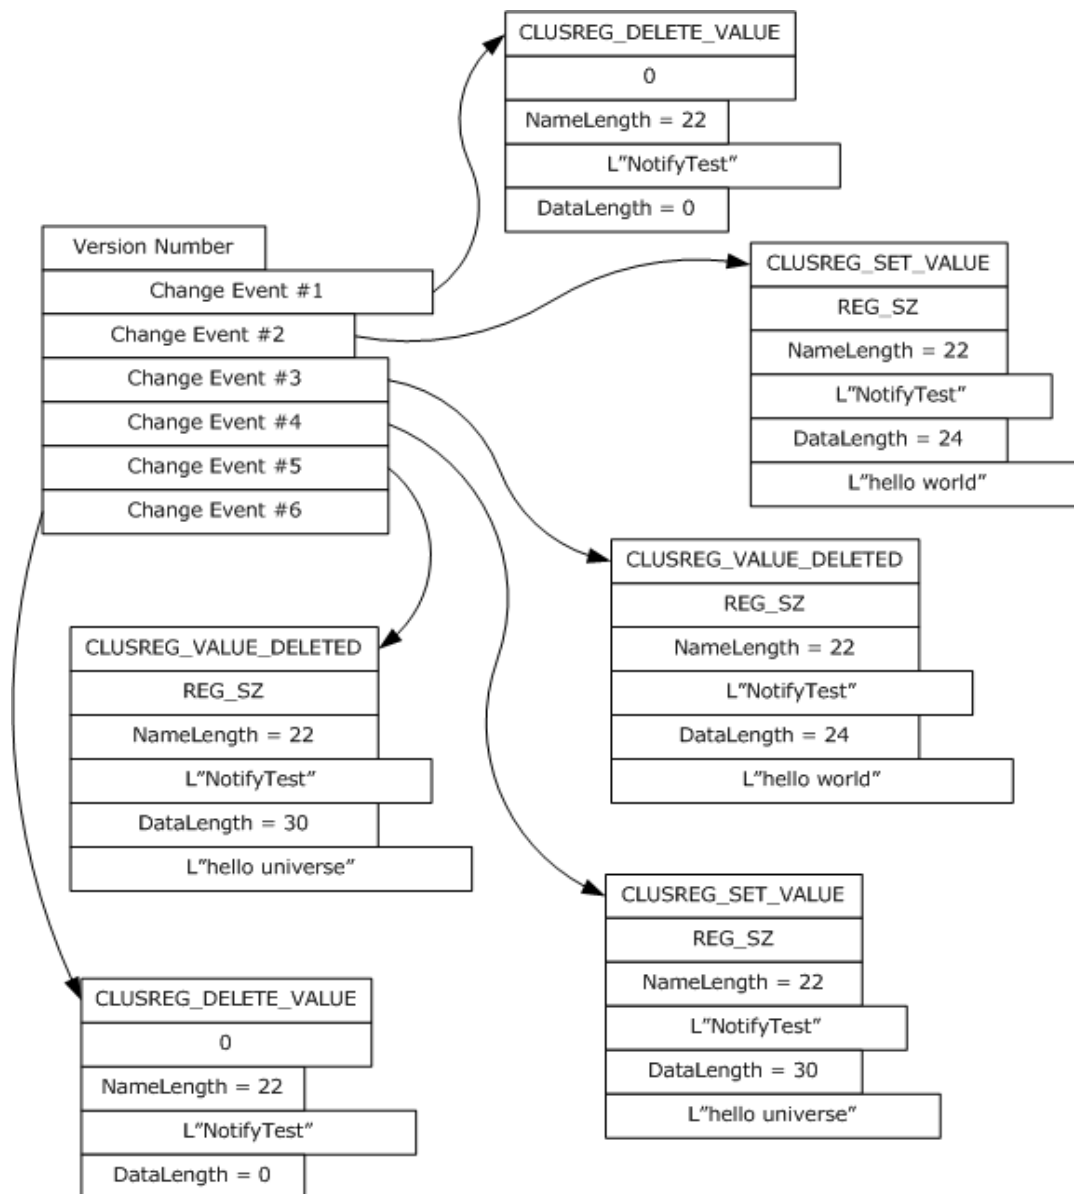 CLUSREG_DELETE_VALUE
0
NameLength = 22
L”NotifyTest”
DataLength = 0
Version Number
Change Event #1
Change Event #2
Change Event #3
Change Event #4
Change Event #5
Change Event #6
CLUSREG_SET_VALUE
REG_SZ
NameLength = 22
L”NotifyTest”
DataLength = 24
L”hello world”
CLUSREG_VALUE_DELETED
REG_SZ
NameLength = 22
L”NotifyTest”
DataLength = 24
L”hello world”
CLUSREG_VALUE_DELETED
REG_SZ
NameLength = 22
L”NotifyTest”
DataLength = 30
L”hello universe”
CLUSREG_SET_VALUE
REG_SZ
NameLength = 22
L”NotifyTest”
DataLength = 30
L”hello universe”
CLUSREG_DELETE_VALUE
0
NameLength = 22
L”NotifyTest”
DataLength = 0